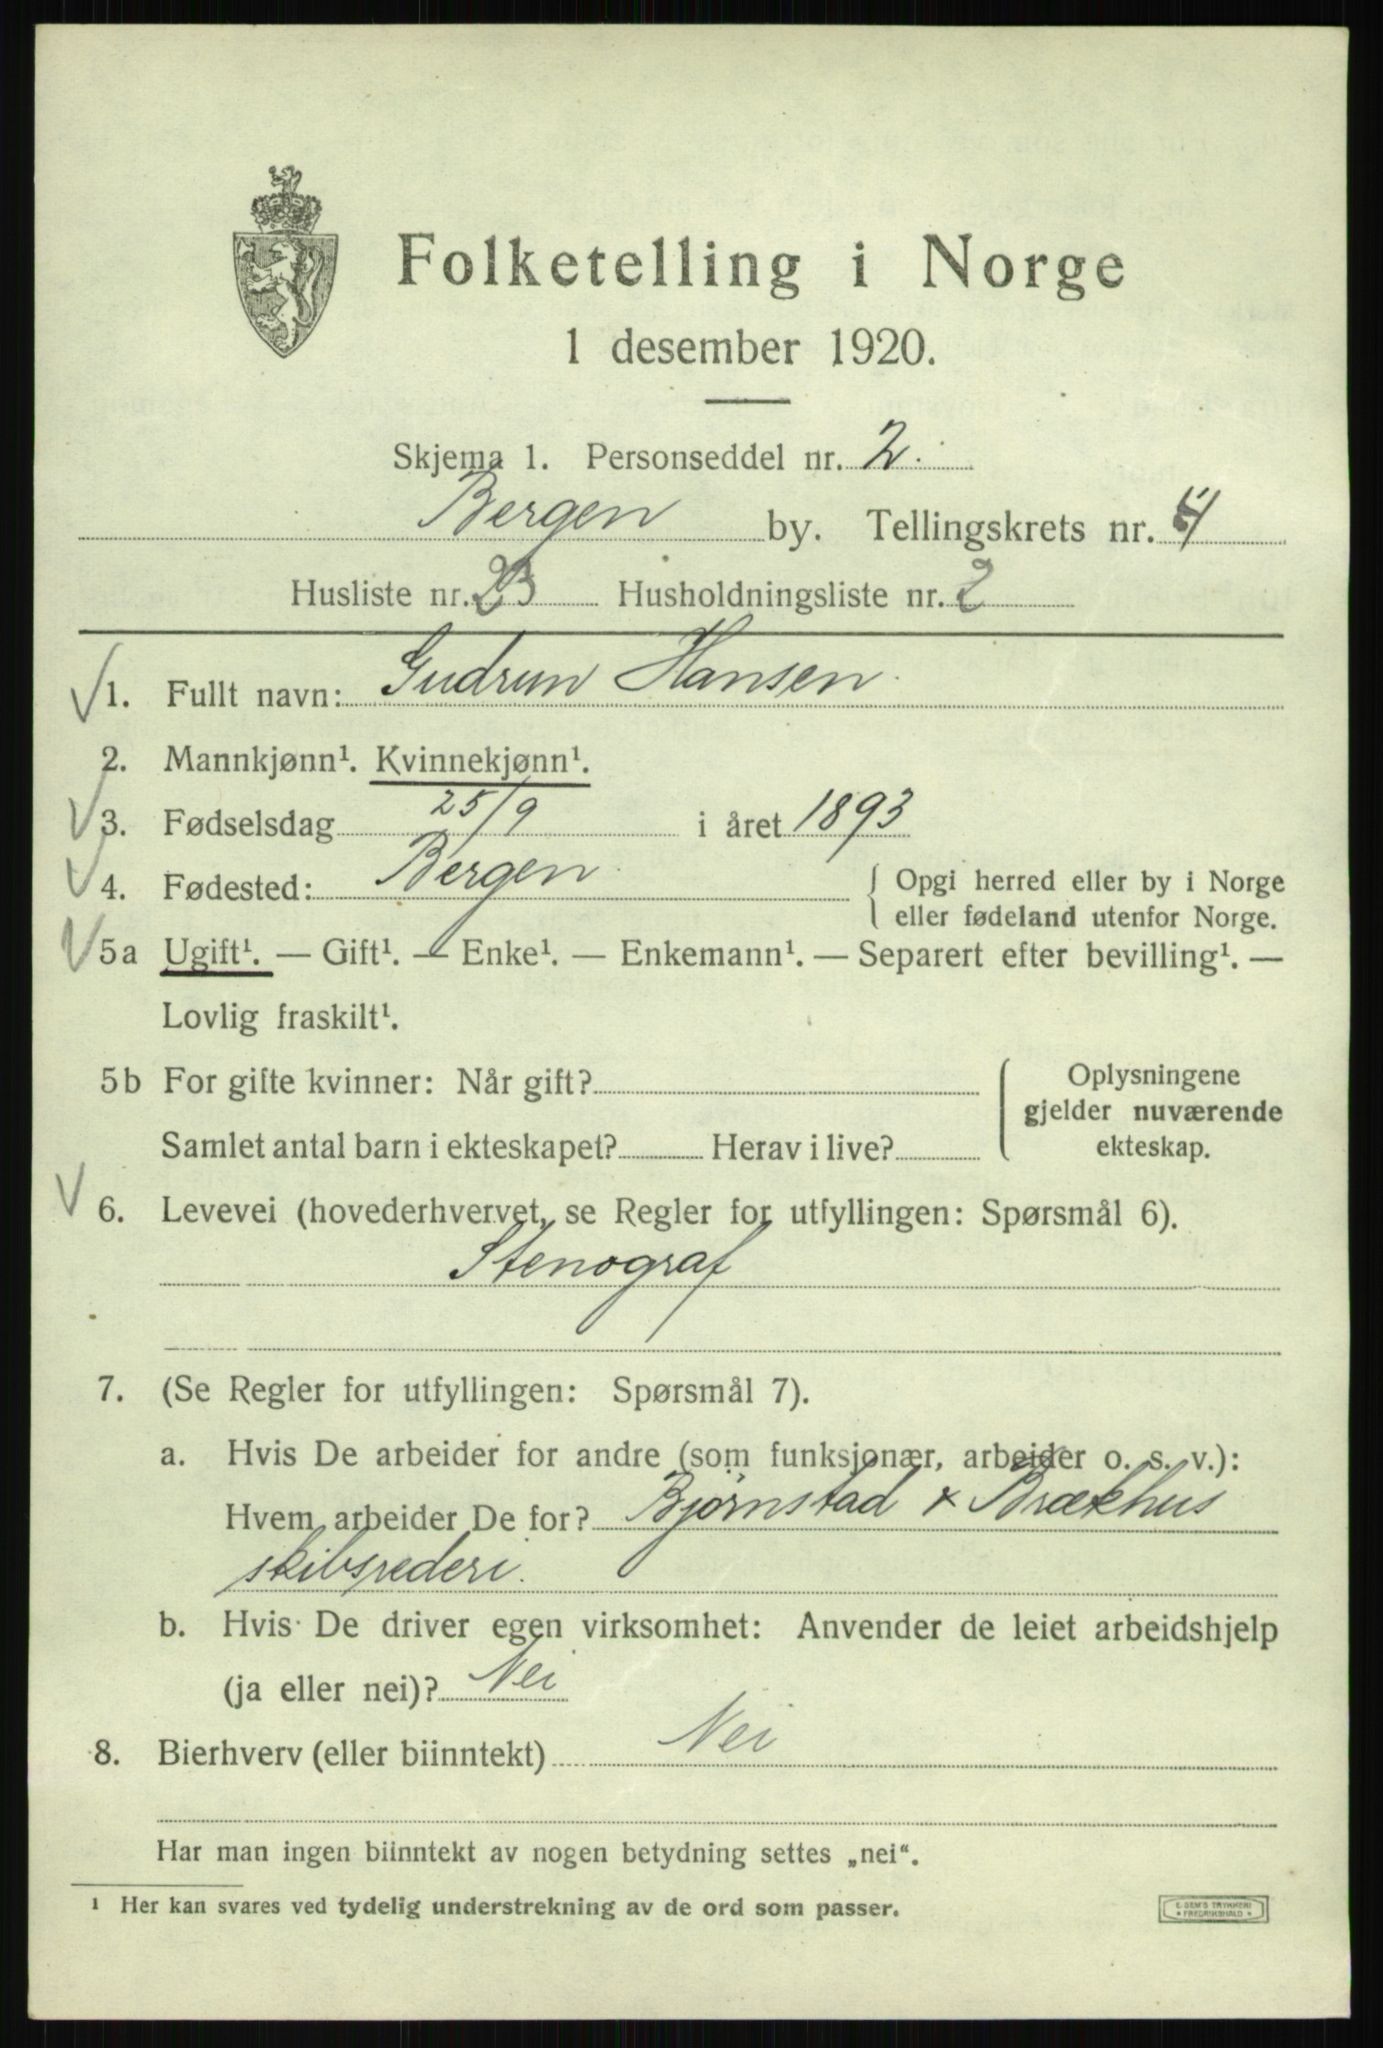 Folketelling i Norge
1 desember 1920.
Skjema 1. Personseddel nr. 2.
Bergen by. Tellingskrets nr. 4
Husliste nr. 23 Husholdningsliste nr. 2
1. Fullt navn: Gudrun Hansen.
2. Mannkjønn¹. Kvinnekjønn¹.
3. Fødselsdag 25/9 i året 1893
4. Fødested: Bergen. { Opgi herred eller by i Norge
eller fødeland utenfor Norge.
5a Ugift¹. — Gift¹. — Enke¹. — Enkemann¹. — Separert efter bevilling¹. —
Lovlig fraskilt¹.
5b For gifte kvinner: Når gift? { Oplysningene
gjelder nuværende
Samlet antal barn i ekteskapet? Herav i live? ekteskap.
6. Levevei (hovederhvervet, se Regler for utfyllingen: Spørsmål 6).
Stenograf
7. (Se Regler for utfyllingen: Spørsmål 7).
a. Hvis De arbeider for andre (som funksjonær, arbeider o. s. v.):
Hvem arbeider De for? Bjørnstad & Brækhus
skibsrederi.
b. Hvis De driver egen virksomhet: Anvender de leiet arbeidshjelp
(ja eller nei)? Nei
8. Bierhverv (eller biinntekt) Nei
Har man ingen biinntekt av nogen betydning settes „nei".
¹ Her kan svares ved tydelig understrekning av de ord som passer.
E. SEM'S TRYKKERI
* FREDRIKSHALD *